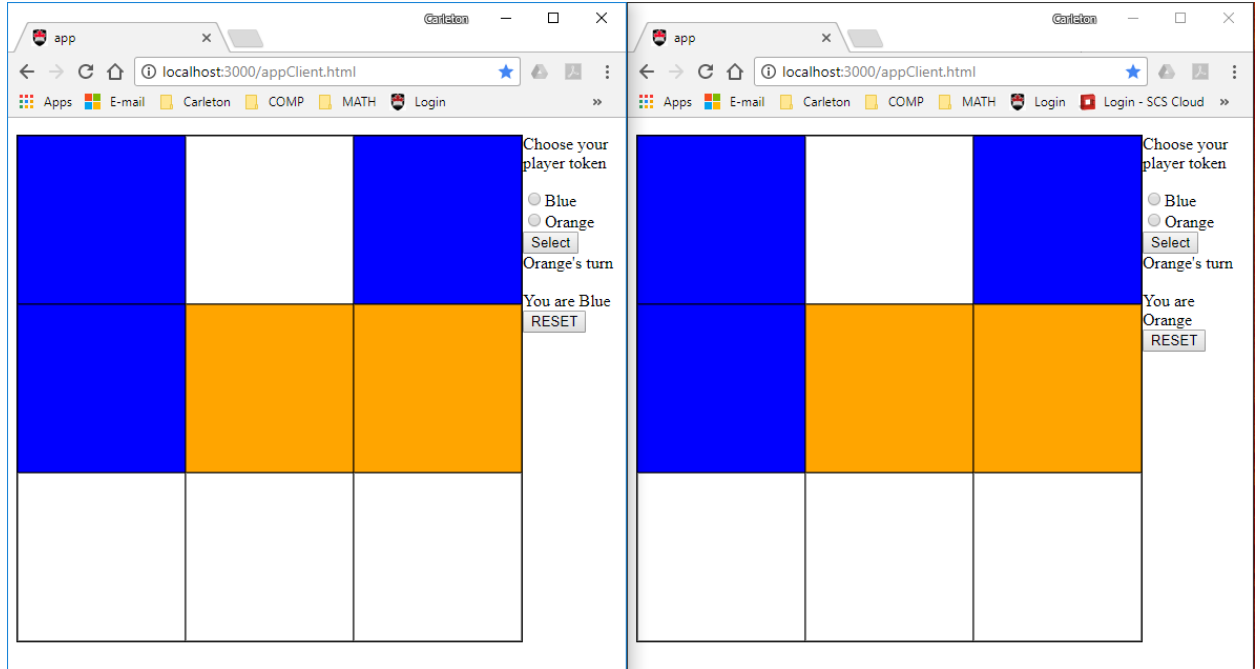 Carleton
app
localhost:3000/appClient.html
Apps E-mail Carleton COMP MATH Login »
Choose your
player token
Blue
Orange
Select
Orange's turn
You are Blue
RESET
Carleton
app
localhost:3000/appClient.html
Apps E-mail Carleton COMP MATH Login Login - SCS Cloud »
Choose your
player token
Blue
Orange
Select
Orange's turn
You are
Orange
RESET